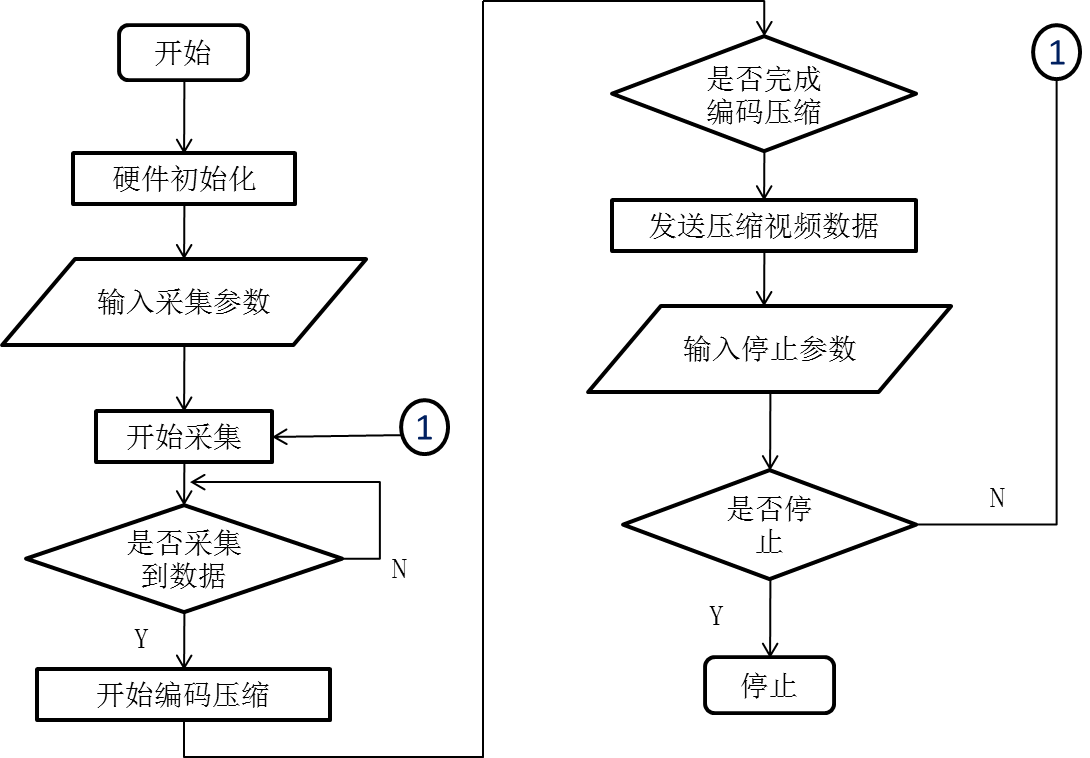 开始
硬件初始化
输入采集参数
开始采集
1
是否采集
到数据
N
Y
开始编码压缩
是否完成
编码压缩
1
发送压缩视频数据
输入停止参数
是否停
止
N
Y
停止